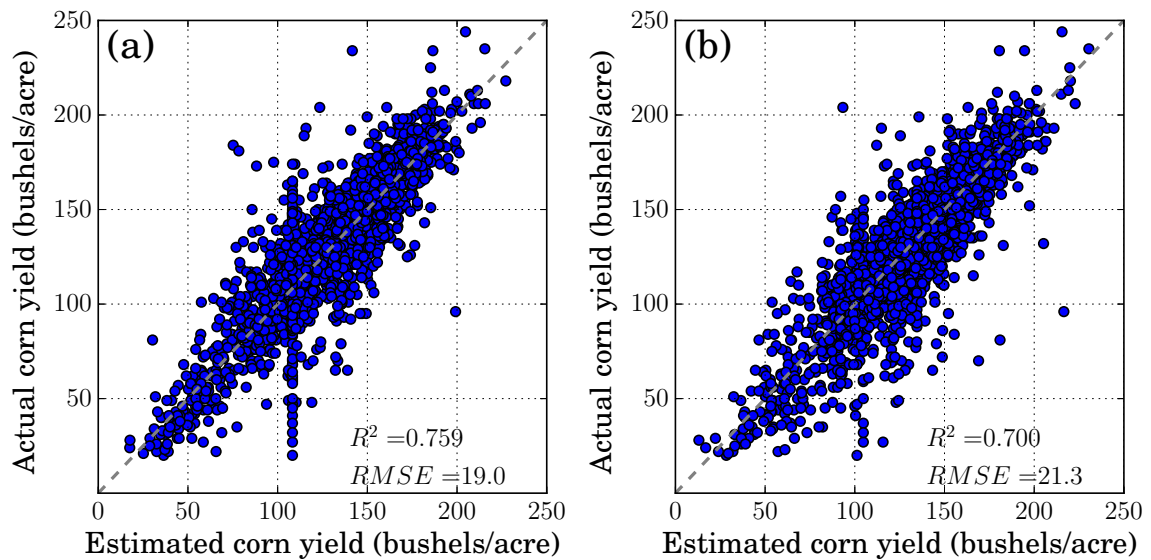 (a)
Actual corn yield (bushels/acre)
250
200
150
100
50
R² =0.759
RMSE =19.0
0 50 100 150 200 250
Estimated corn yield (bushels/acre)
(b)
Actual corn yield (bushels/acre)
250
200
150
100
50
R² =0.700
RMSE =21.3
0 50 100 150 200 250
Estimated corn yield (bushels/acre)